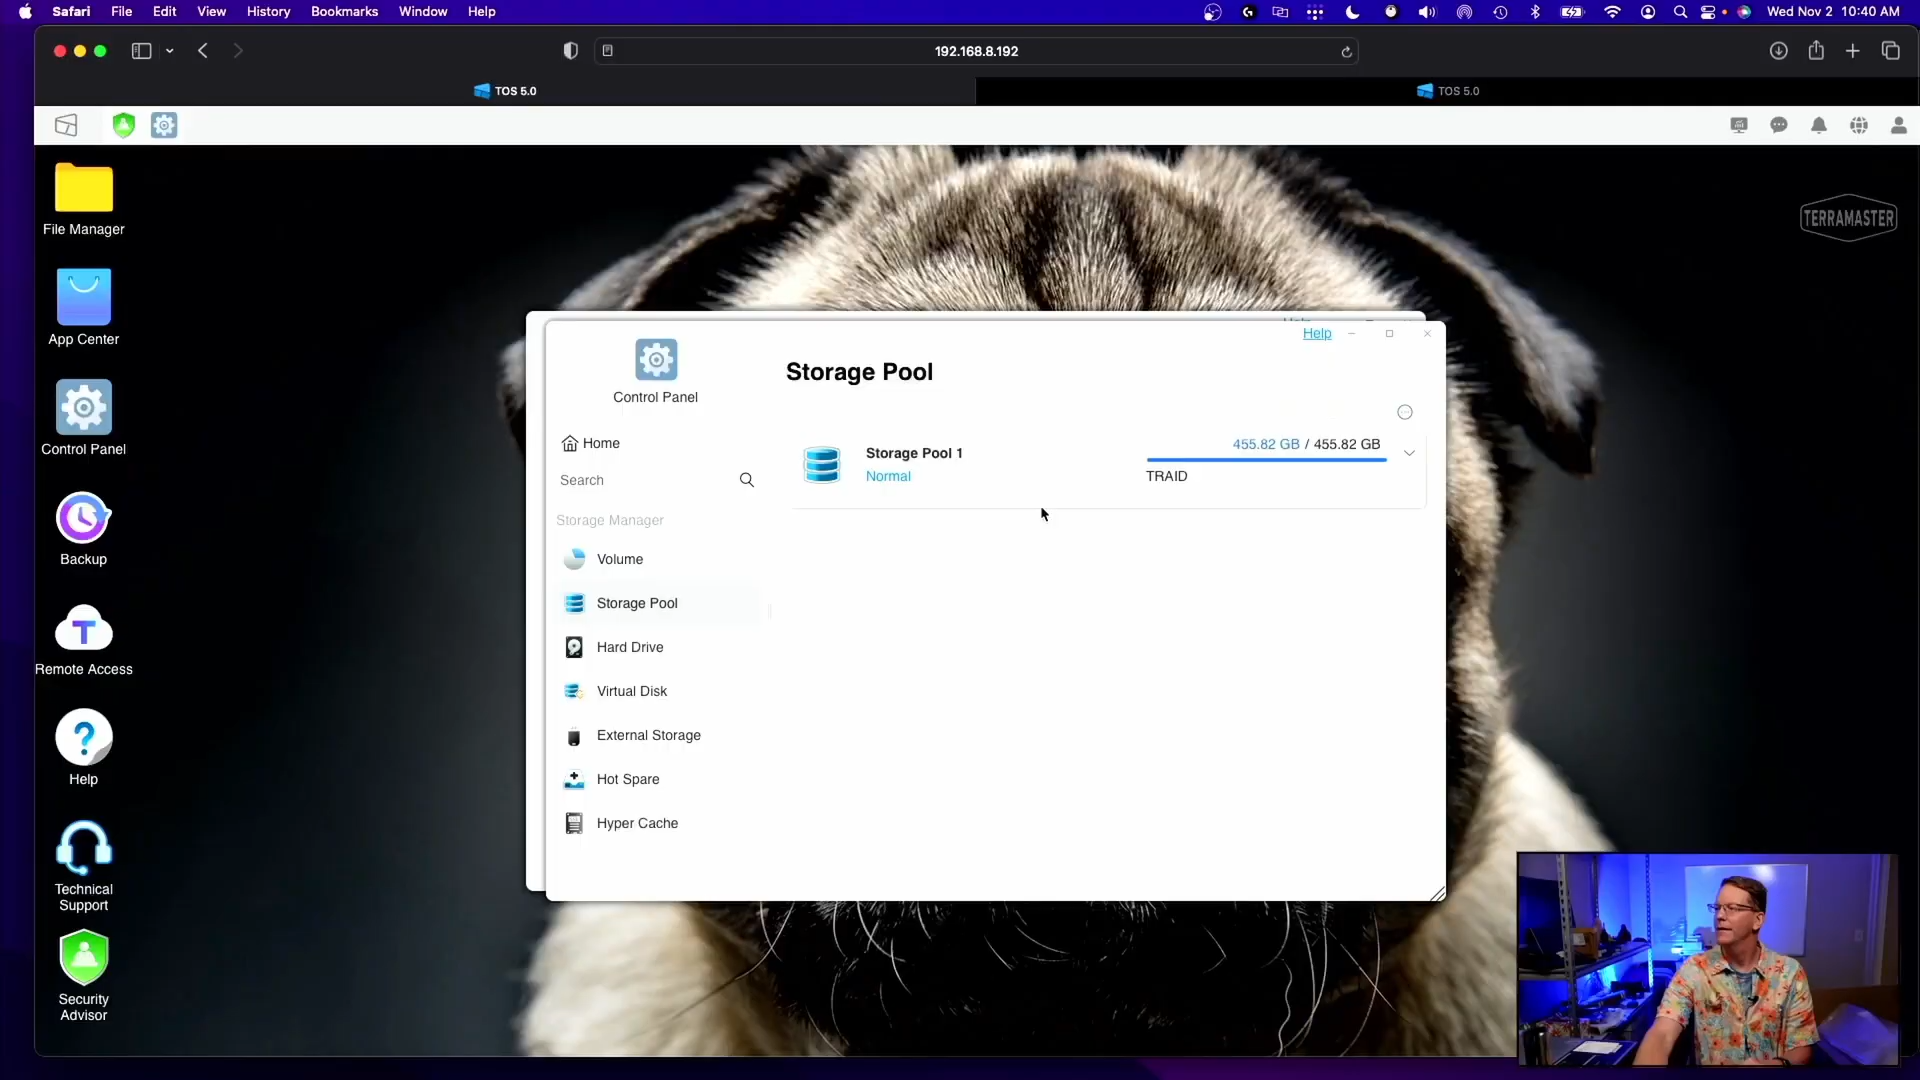 Safari File Edit View History Bookmarks Window Help
Wed Nov 2 10:40 AM
192.168.8.192
TOS 5.0
TOS 5.0
File Manager
App Center
Control Panel
Backup
Remote Access
Help
Technical
Support
Security
Advisor
TERRAMASTER
Help
Control Panel
Home
Search
Storage Manager
Volume
Storage Pool
Hard Drive
Virtual Disk
External Storage
Hot Spare
Hyper Cache
Storage Pool
Storage Pool 1
Normal
455.82 GB / 455.82 GB
TRAID